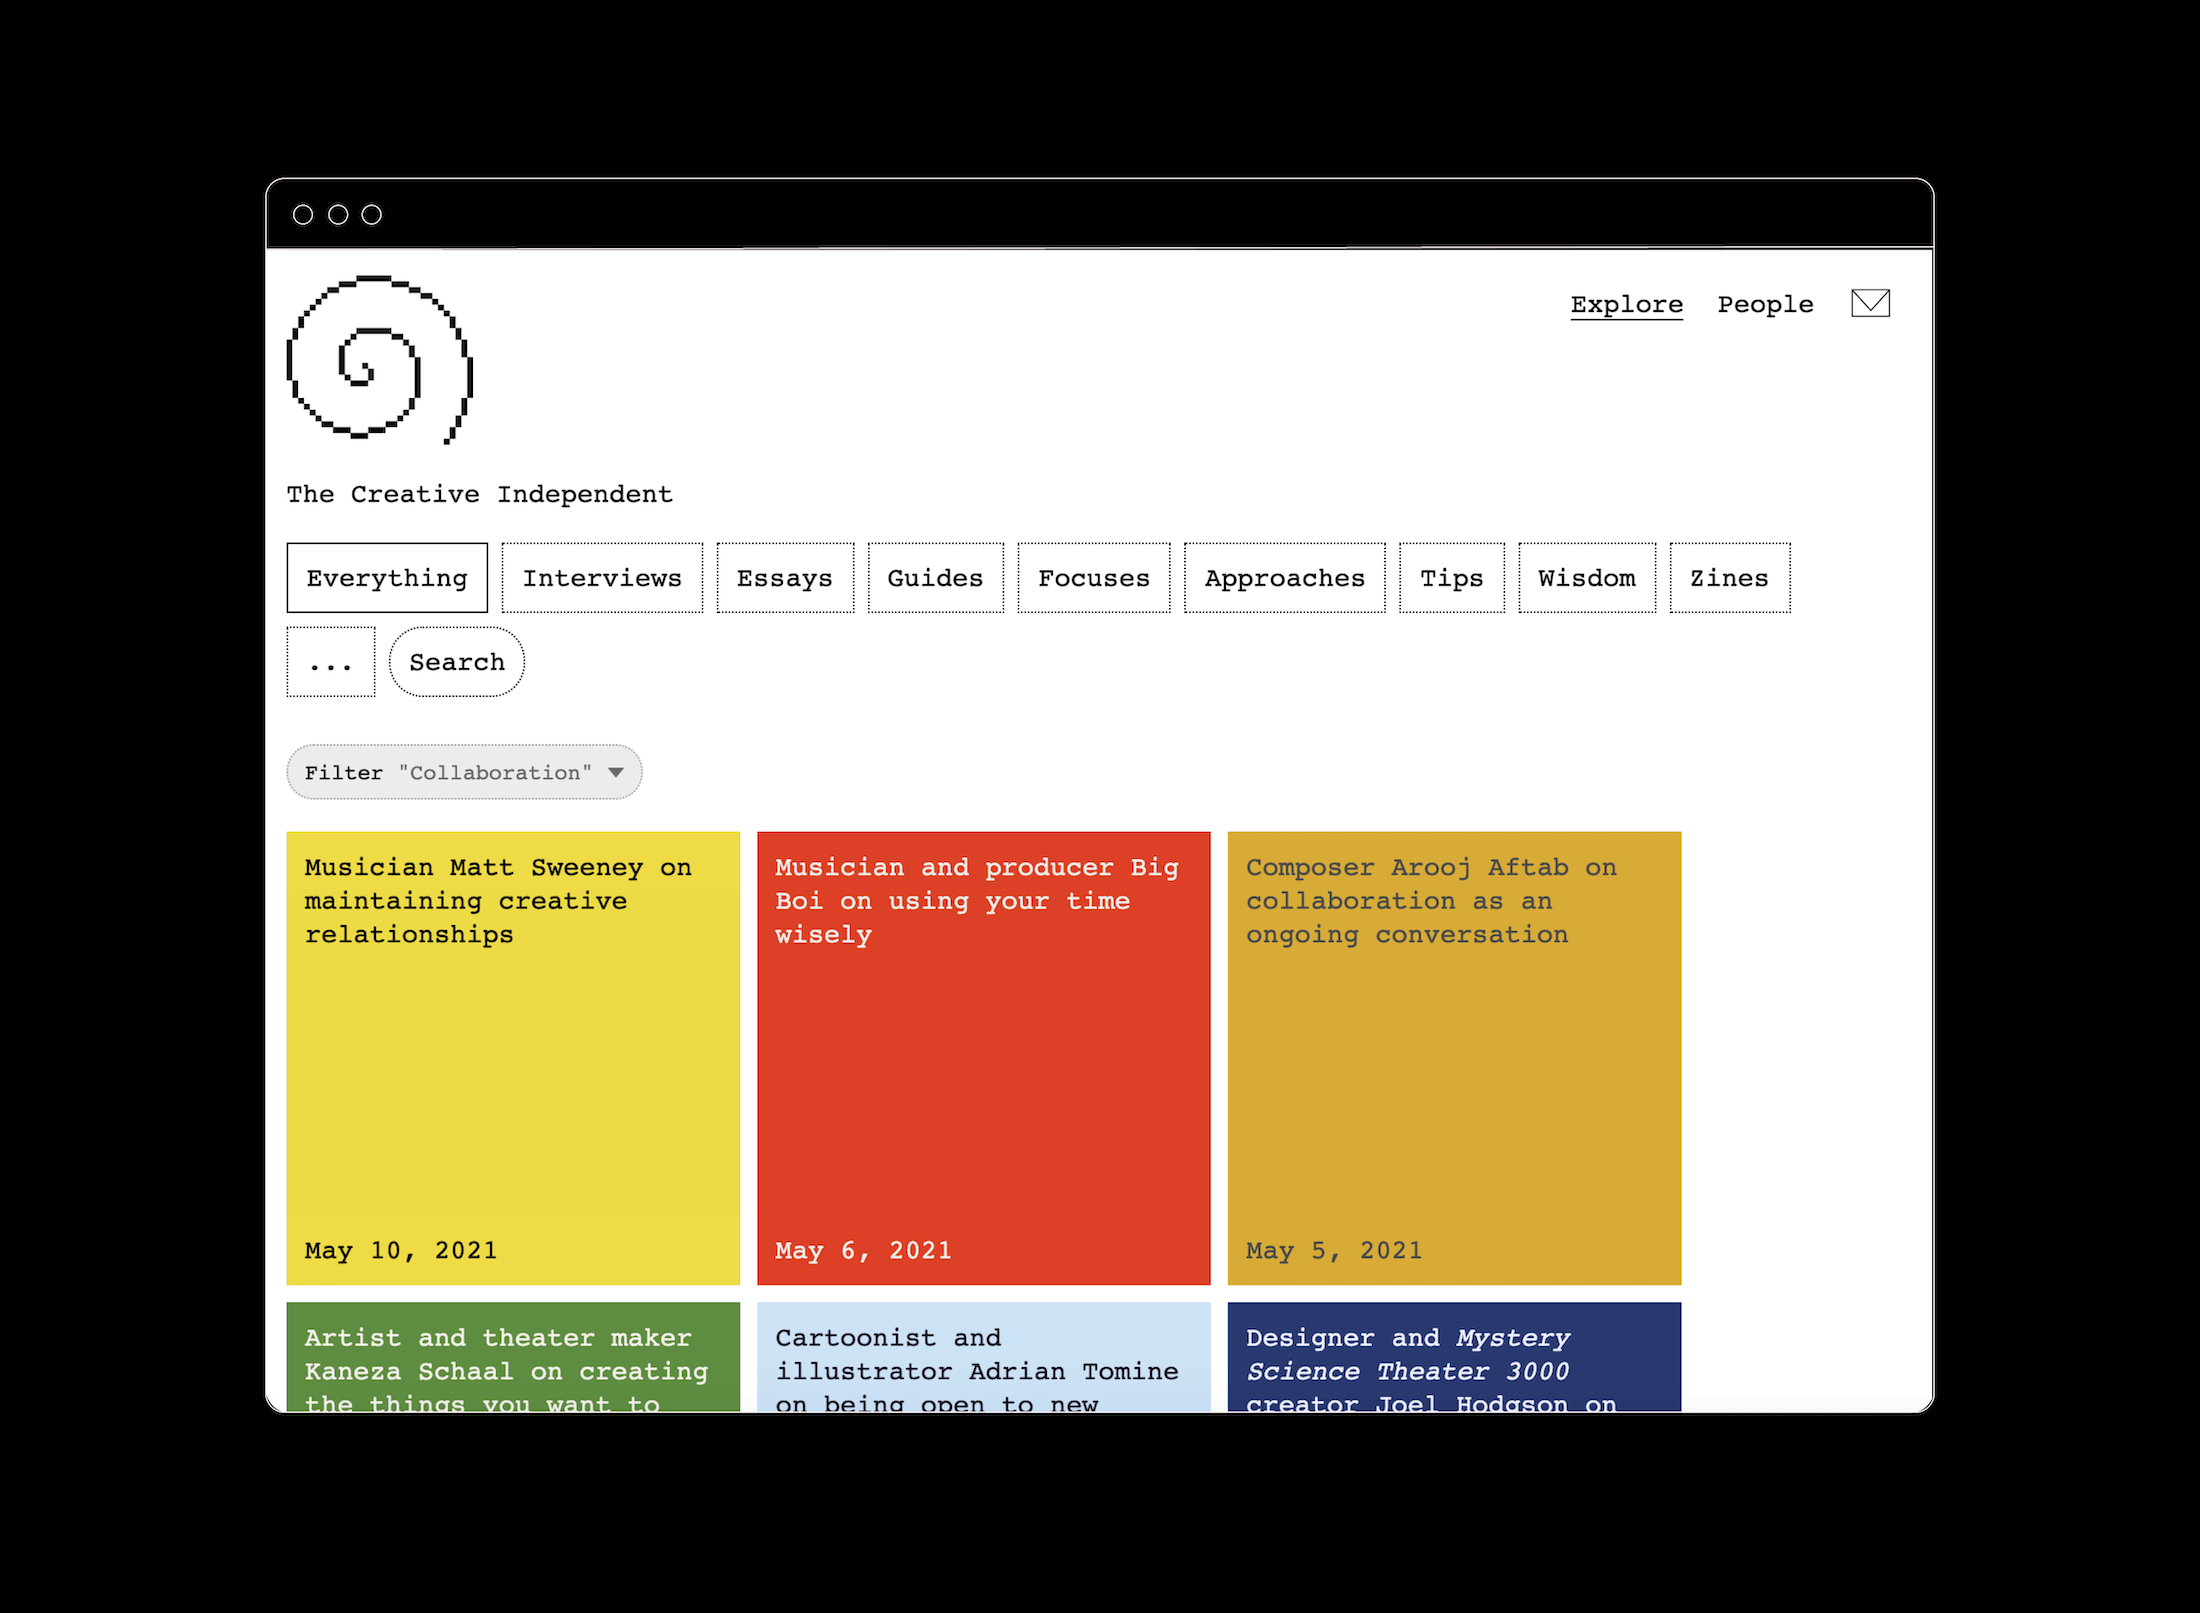 Explore People
The Creative Independent
Everything Interviews Essays Guides Focuses Approaches Tips Wisdom Zines
... Search
Filter "Collaboration"
Musician Matt Sweeney on
maintaining creative
relationships
May 10, 2021
Musician and producer Big
Boi on using your time
wisely
May 6, 2021
Composer Arooj Aftab on
collaboration as an
ongoing conversation
May 5, 2021
Artist and theater maker
Kaneza Schaal on creating
the things you want to
Cartoonist and
illustrator Adrian Tomine
on being open to new
Designer and Mystery
Science Theater 3000
creator Joel Hodgson on